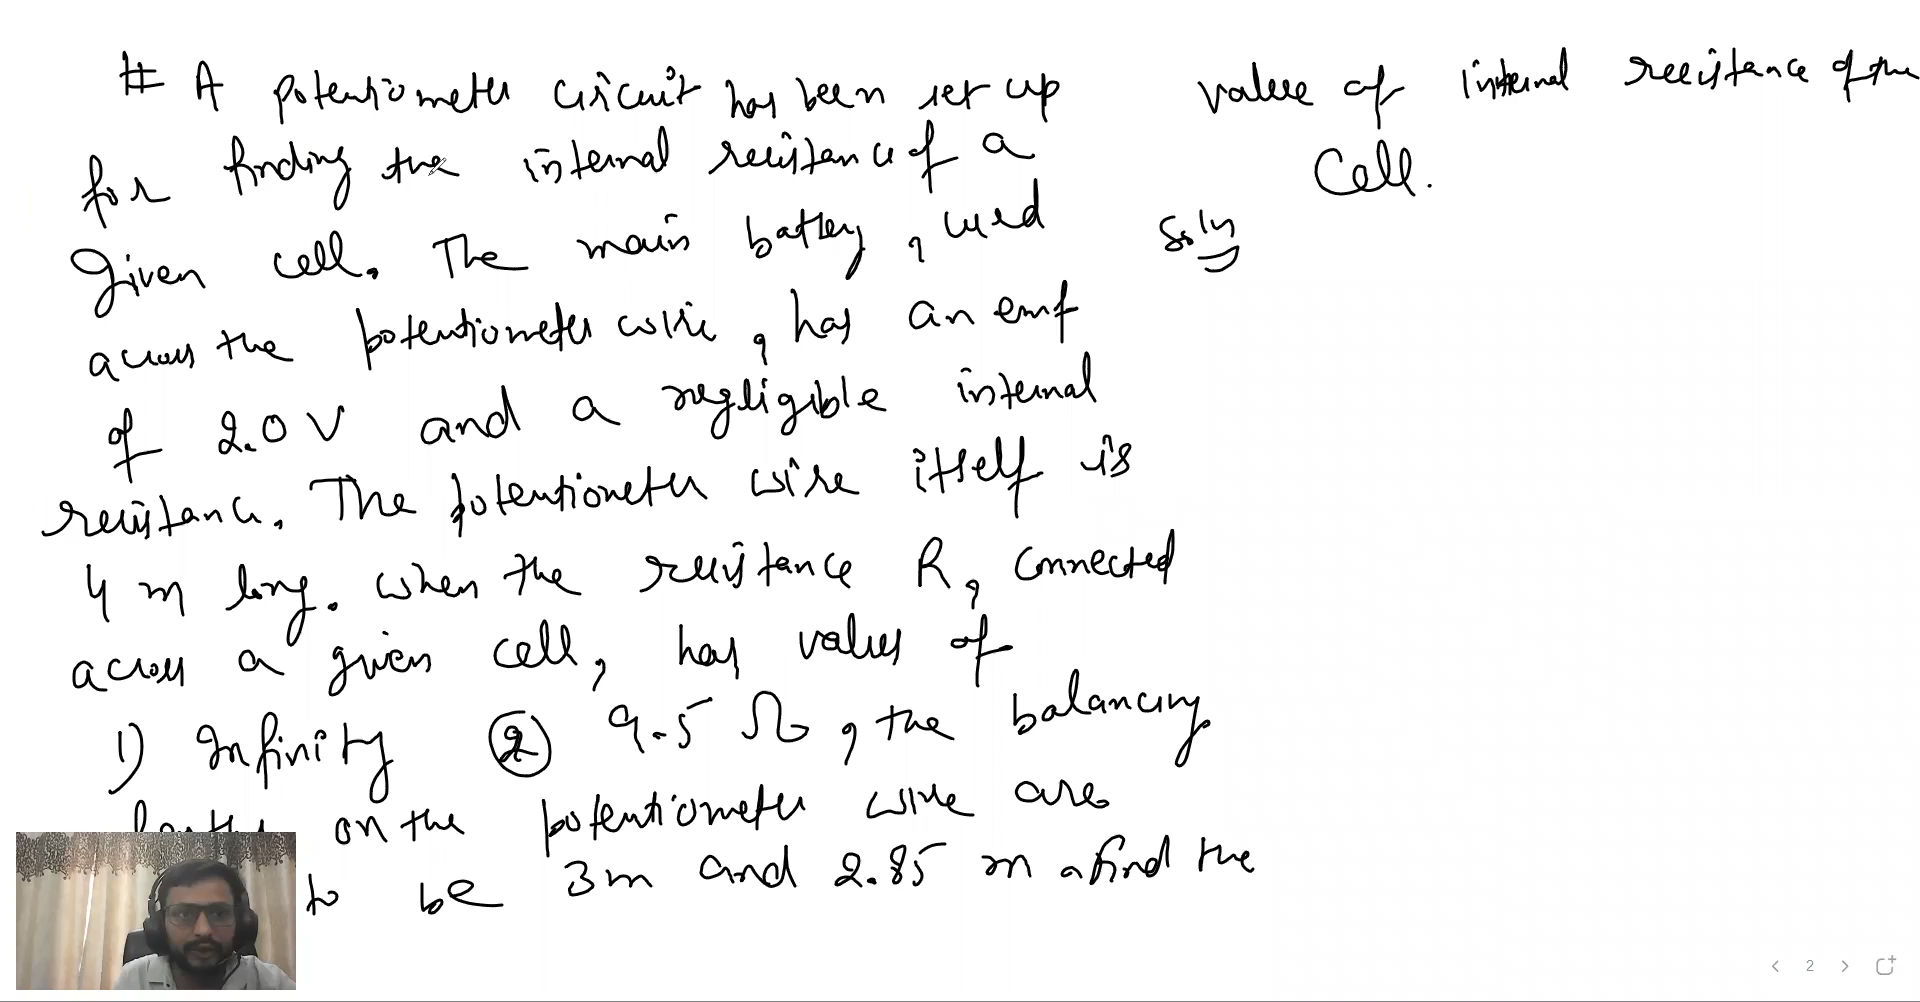 # A potentiometer circuit has been set up
for finding the internal resistance of a
given cell. The main battery, used
across the potentiometer wire, has an emf
of 2.0 V and a negligible internal
resistance. The potentiometer wire itself is
4 m long. when the resistance R, connected
across a given cell, has values of
1) Infinity ② 9.5 Ω, the balancing
on the potentiometer wire are
to be 3m and 2.85 m find the
value of internal resistance of the
Cell.
Soln
2